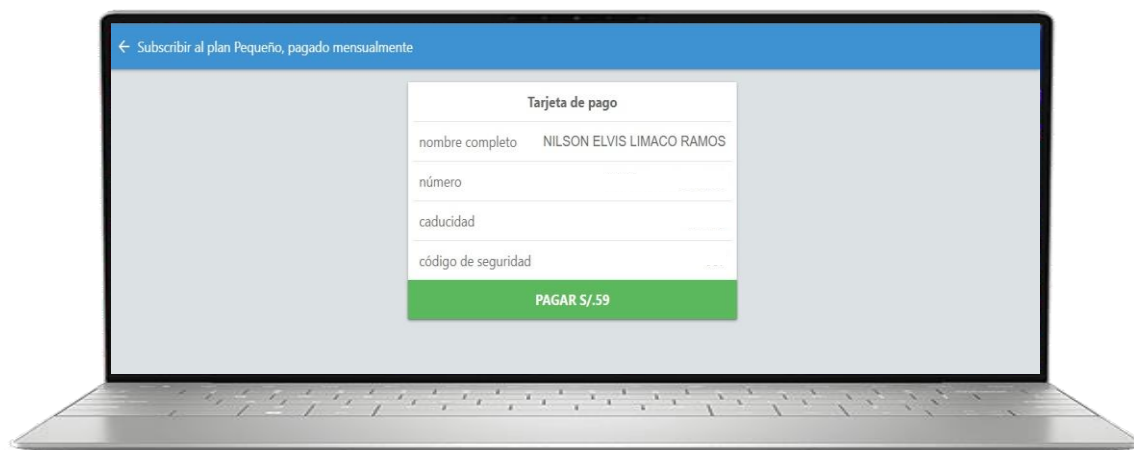 ← Subscribir al plan Pequeño, pagado mensualmente
Tarjeta de pago
nombre completo NILSON ELVIS LIMACO RAMOS
número
caducidad
código de seguridad
PAGAR S/.59